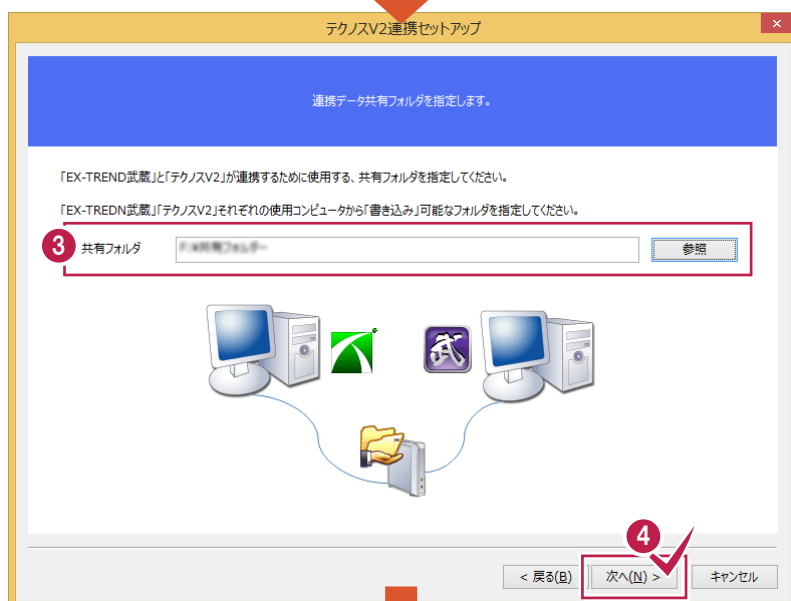 テクノスV2連携セットアップ
×
連携データ共有フォルダを指定します。
「EX-TREND武蔵」と「テクノスV2」が連携するために使用する、共有フォルダを指定してください。
「EX-TREDN武蔵」「テクノスV2」それぞれの使用コンピュータから「書き込み」可能なフォルダを指定してください。
3 共有フォルダ 参照
武
4
< 戻る(B) 次へ(N) > キャンセル